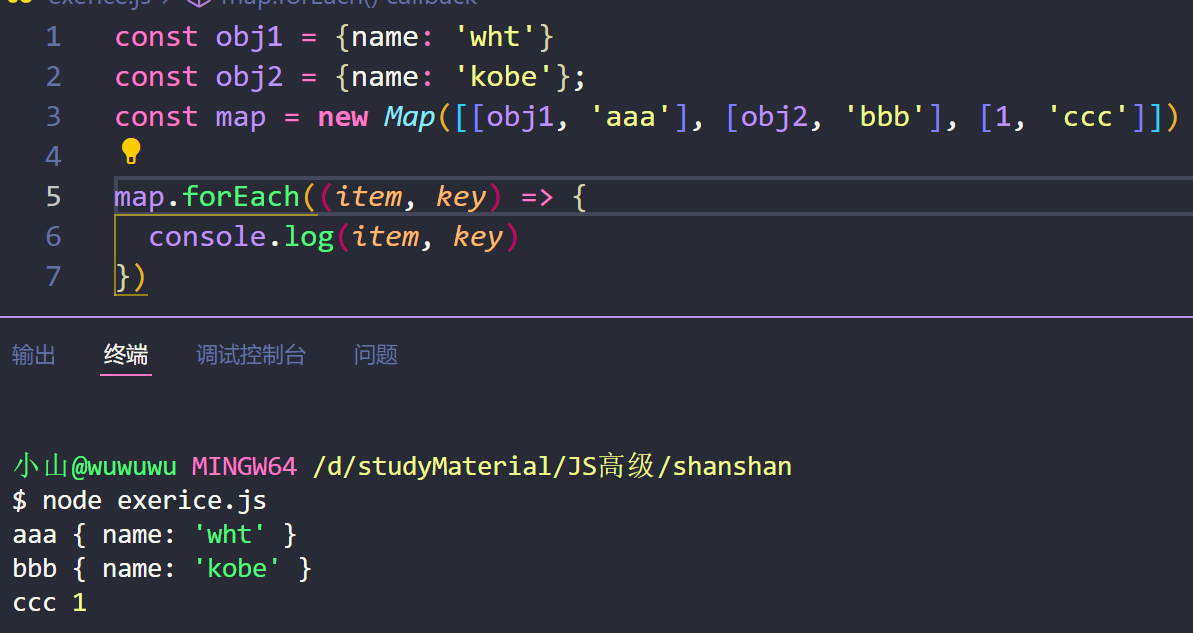 exerice.js > map.forEach() callback
1 const obj1 = {name: 'wht'}
2 const obj2 = {name: 'kobe'};
3 const map = new Map([[obj1, 'aaa'], [obj2, 'bbb'], [1, 'ccc']])
4
5 map.forEach((item, key) => {
6   console.log(item, key)
7 })
输出 终端 调试控制台 问题
小山@wuwuwu MINGW64 /d/studyMaterial/JS高级/shanshan
$ node exerice.js
aaa { name: 'wht' }
bbb { name: 'kobe' }
ccc 1